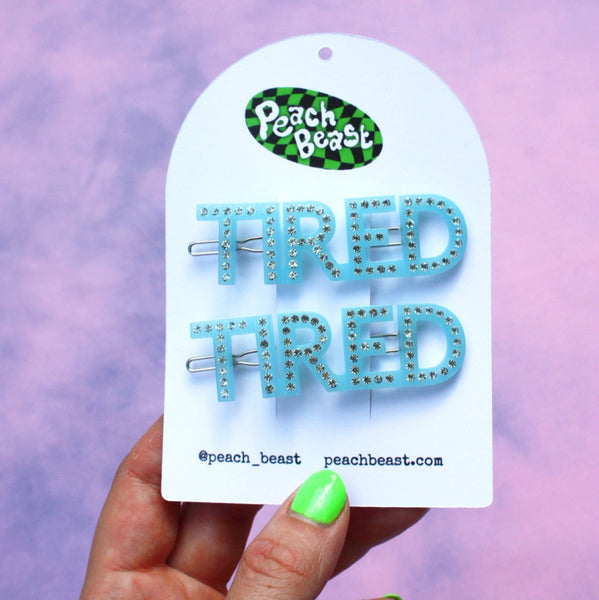 Peach
Beast
TIRED
TIRED
@peach_beast peachbeast.com